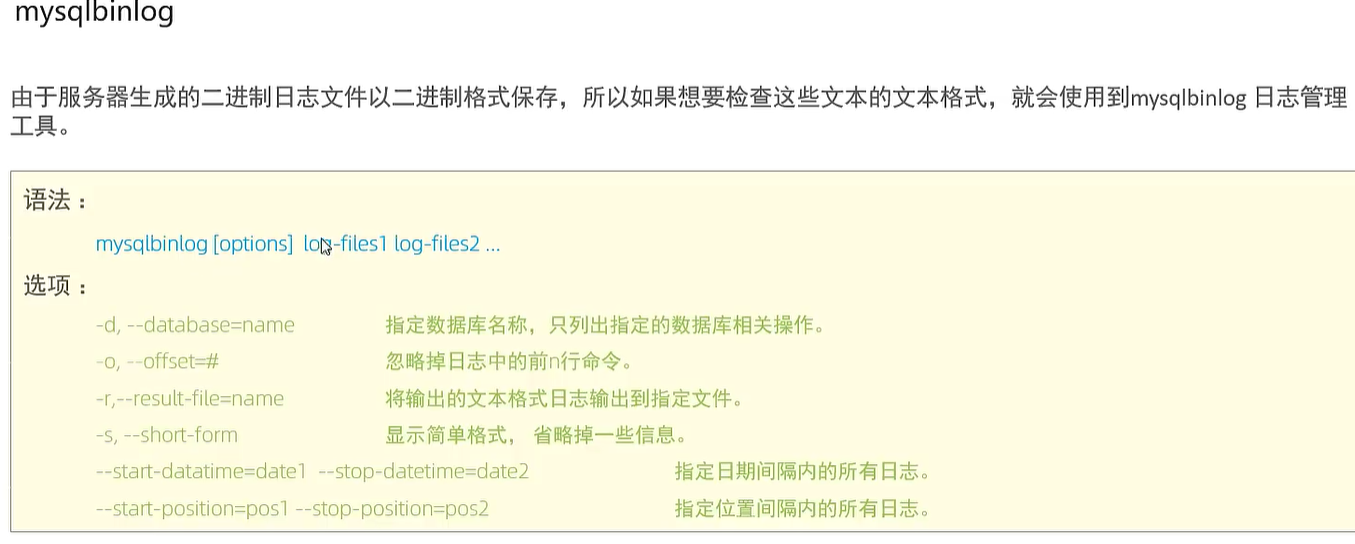 mysqlbinlog
由于服务器生成的二进制日志文件以二进制格式保存，所以如果想要检查这些文本的文本格式，就会使用到mysqlbinlog 日志管理
工具。
语法：
mysqlbinlog [options]  log-files1 log-files2 ...
选项：
-d, --database=name 指定数据库名称，只列出指定的数据库相关操作。
-o, --offset=# 忽略掉日志中的前n行命令。
-r,--result-file=name 将输出的文本格式日志输出到指定文件。
-s, --short-form 显示简单格式， 省略掉一些信息。
--start-datatime=date1  --stop-datetime=date2 指定日期间隔内的所有日志。
--start-position=pos1 --stop-position=pos2 指定位置间隔内的所有日志。